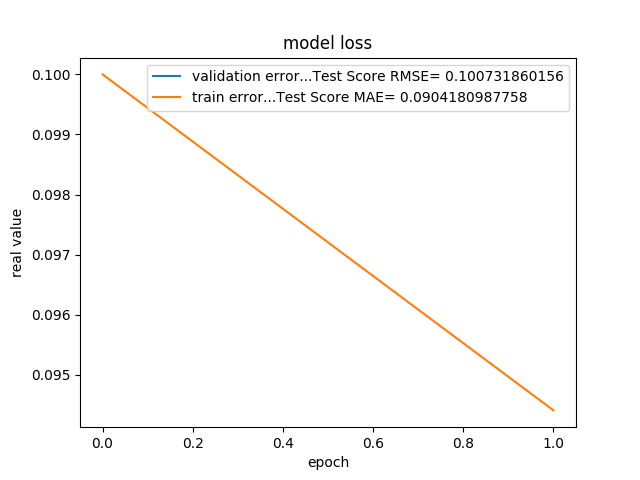 model loss
validation error...Test Score RMSE= 0.100731860156
train error...Test Score MAE= 0.0904180987758
real value
0.100
0.099
0.098
0.097
0.096
0.095
0.0 0.2 0.4 0.6 0.8 1.0
epoch